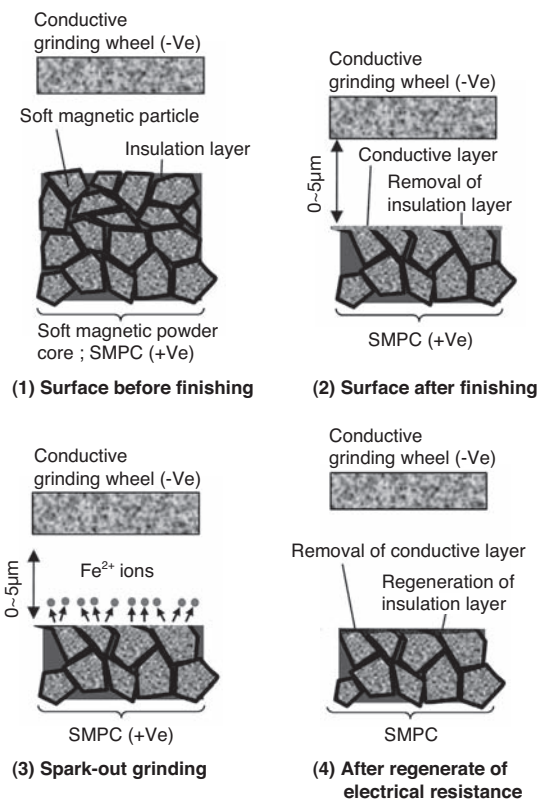 Conductive
grinding wheel (-Ve)
Soft magnetic particle
Insulation layer
Soft magnetic powder
core ; SMPC (+Ve)
(1) Surface before finishing
Conductive
grinding wheel (-Ve)
0~5μm
Conductive layer
Removal of
insulation layer
SMPC (+Ve)
(2) Surface after finishing
Conductive
grinding wheel (-Ve)
0~5μm
Fe²⁺ ions
SMPC (+Ve)
(3) Spark-out grinding
Conductive
grinding wheel (-Ve)
Removal of conductive layer
Regeneration of
insulation layer
SMPC
(4) After regenerate of
electrical resistance